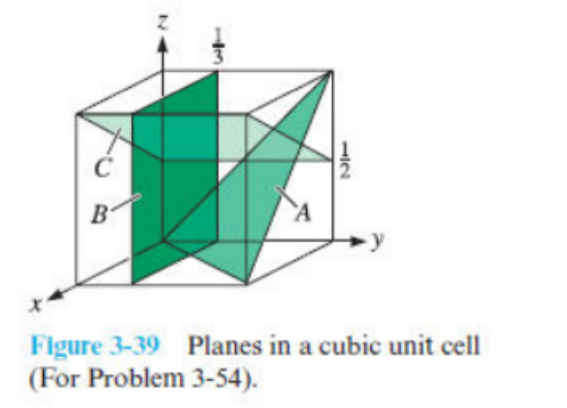 z
1/3
C
1/2
B
A
y
x
Figure 3-39 Planes in a cubic unit cell
(For Problem 3-54).